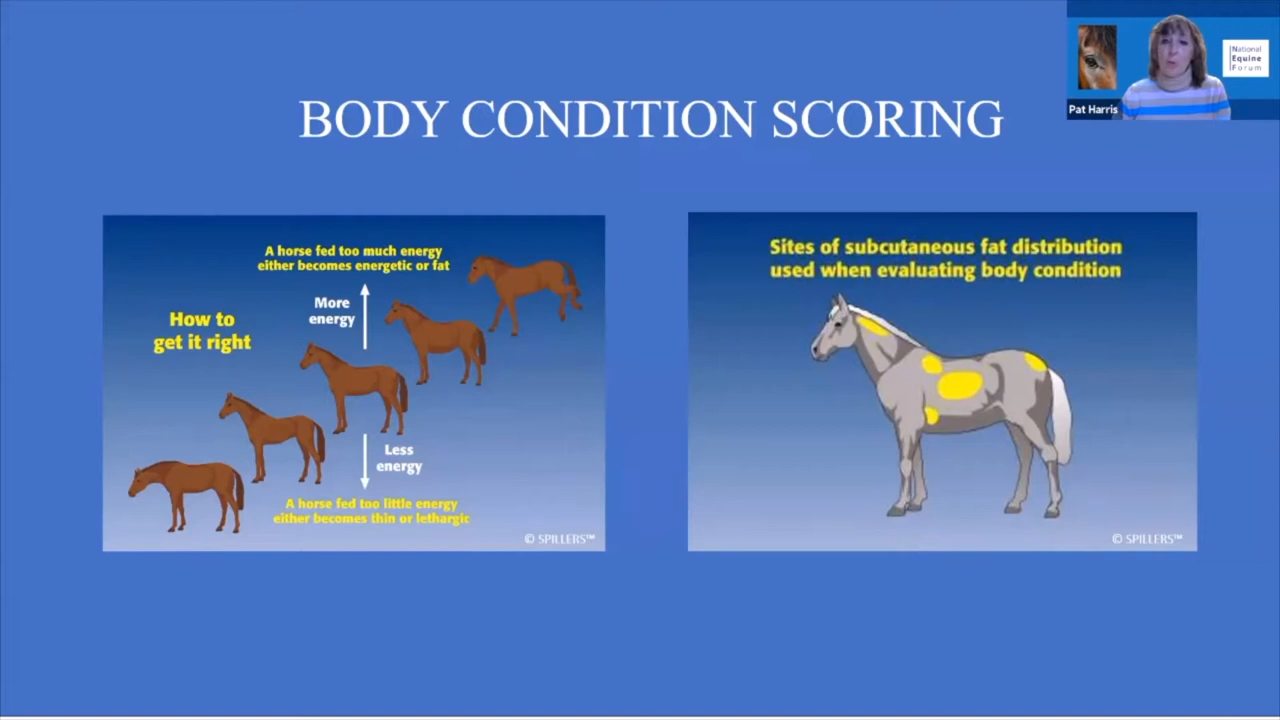 BODY CONDITION SCORING
National
Equine
Forum
Pat Harris
A horse fed too much energy
either becomes energetic or fat
More
energy
How to
get it right
Less
energy
A horse fed too little energy
either becomes thin or lethargic
© SPILLERS™
Sites of subcutaneous fat distribution
used when evaluating body condition
© SPILLERS™